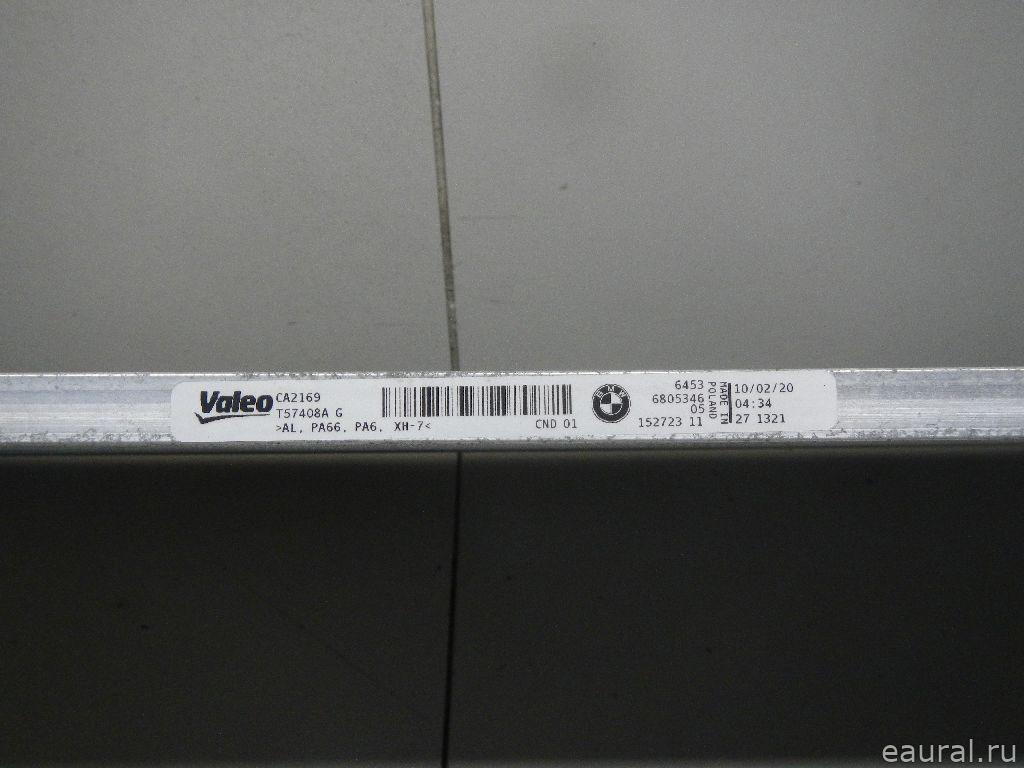 Valeo
CA2169
T57408A G
>AL, PA66, PA6, XH-7<
CND 01
BMW
6453
6805346
05
152723 11
MADE IN
POLAND
10/02/20
04:34
27 1321
eaural.ru